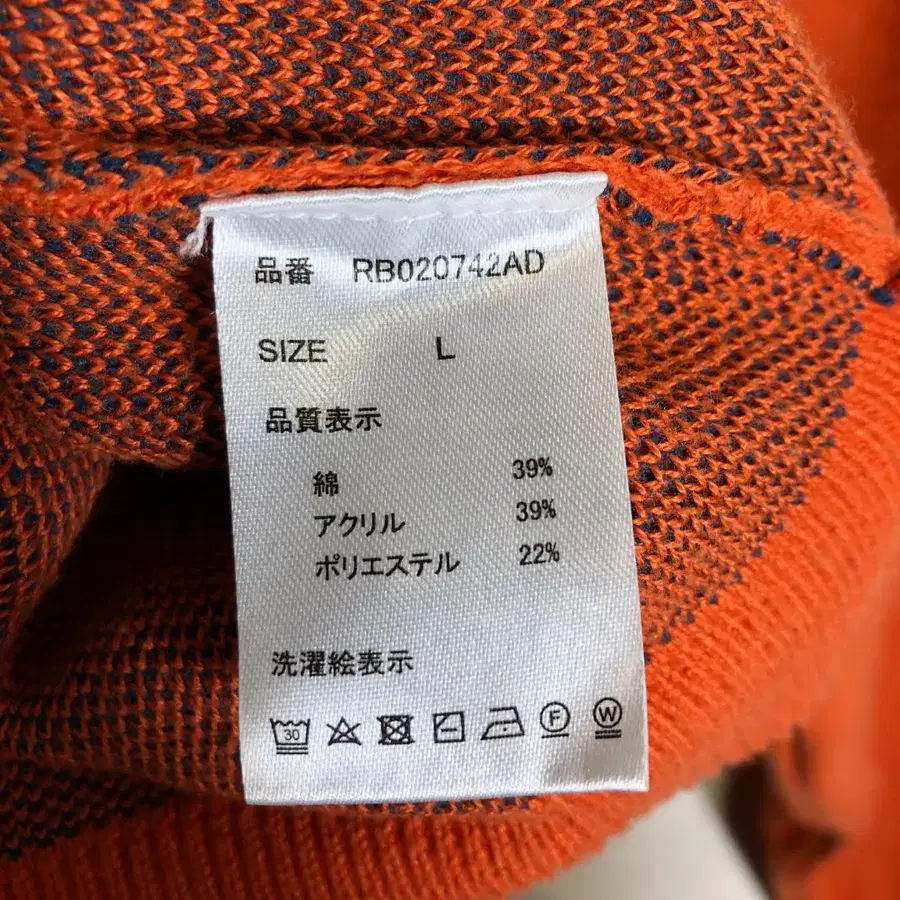 品番 RB020742AD
SIZE L
品質表示
綿 39%
アクリル 39%
ポリエステル 22%
洗濯絵表示
30 F W